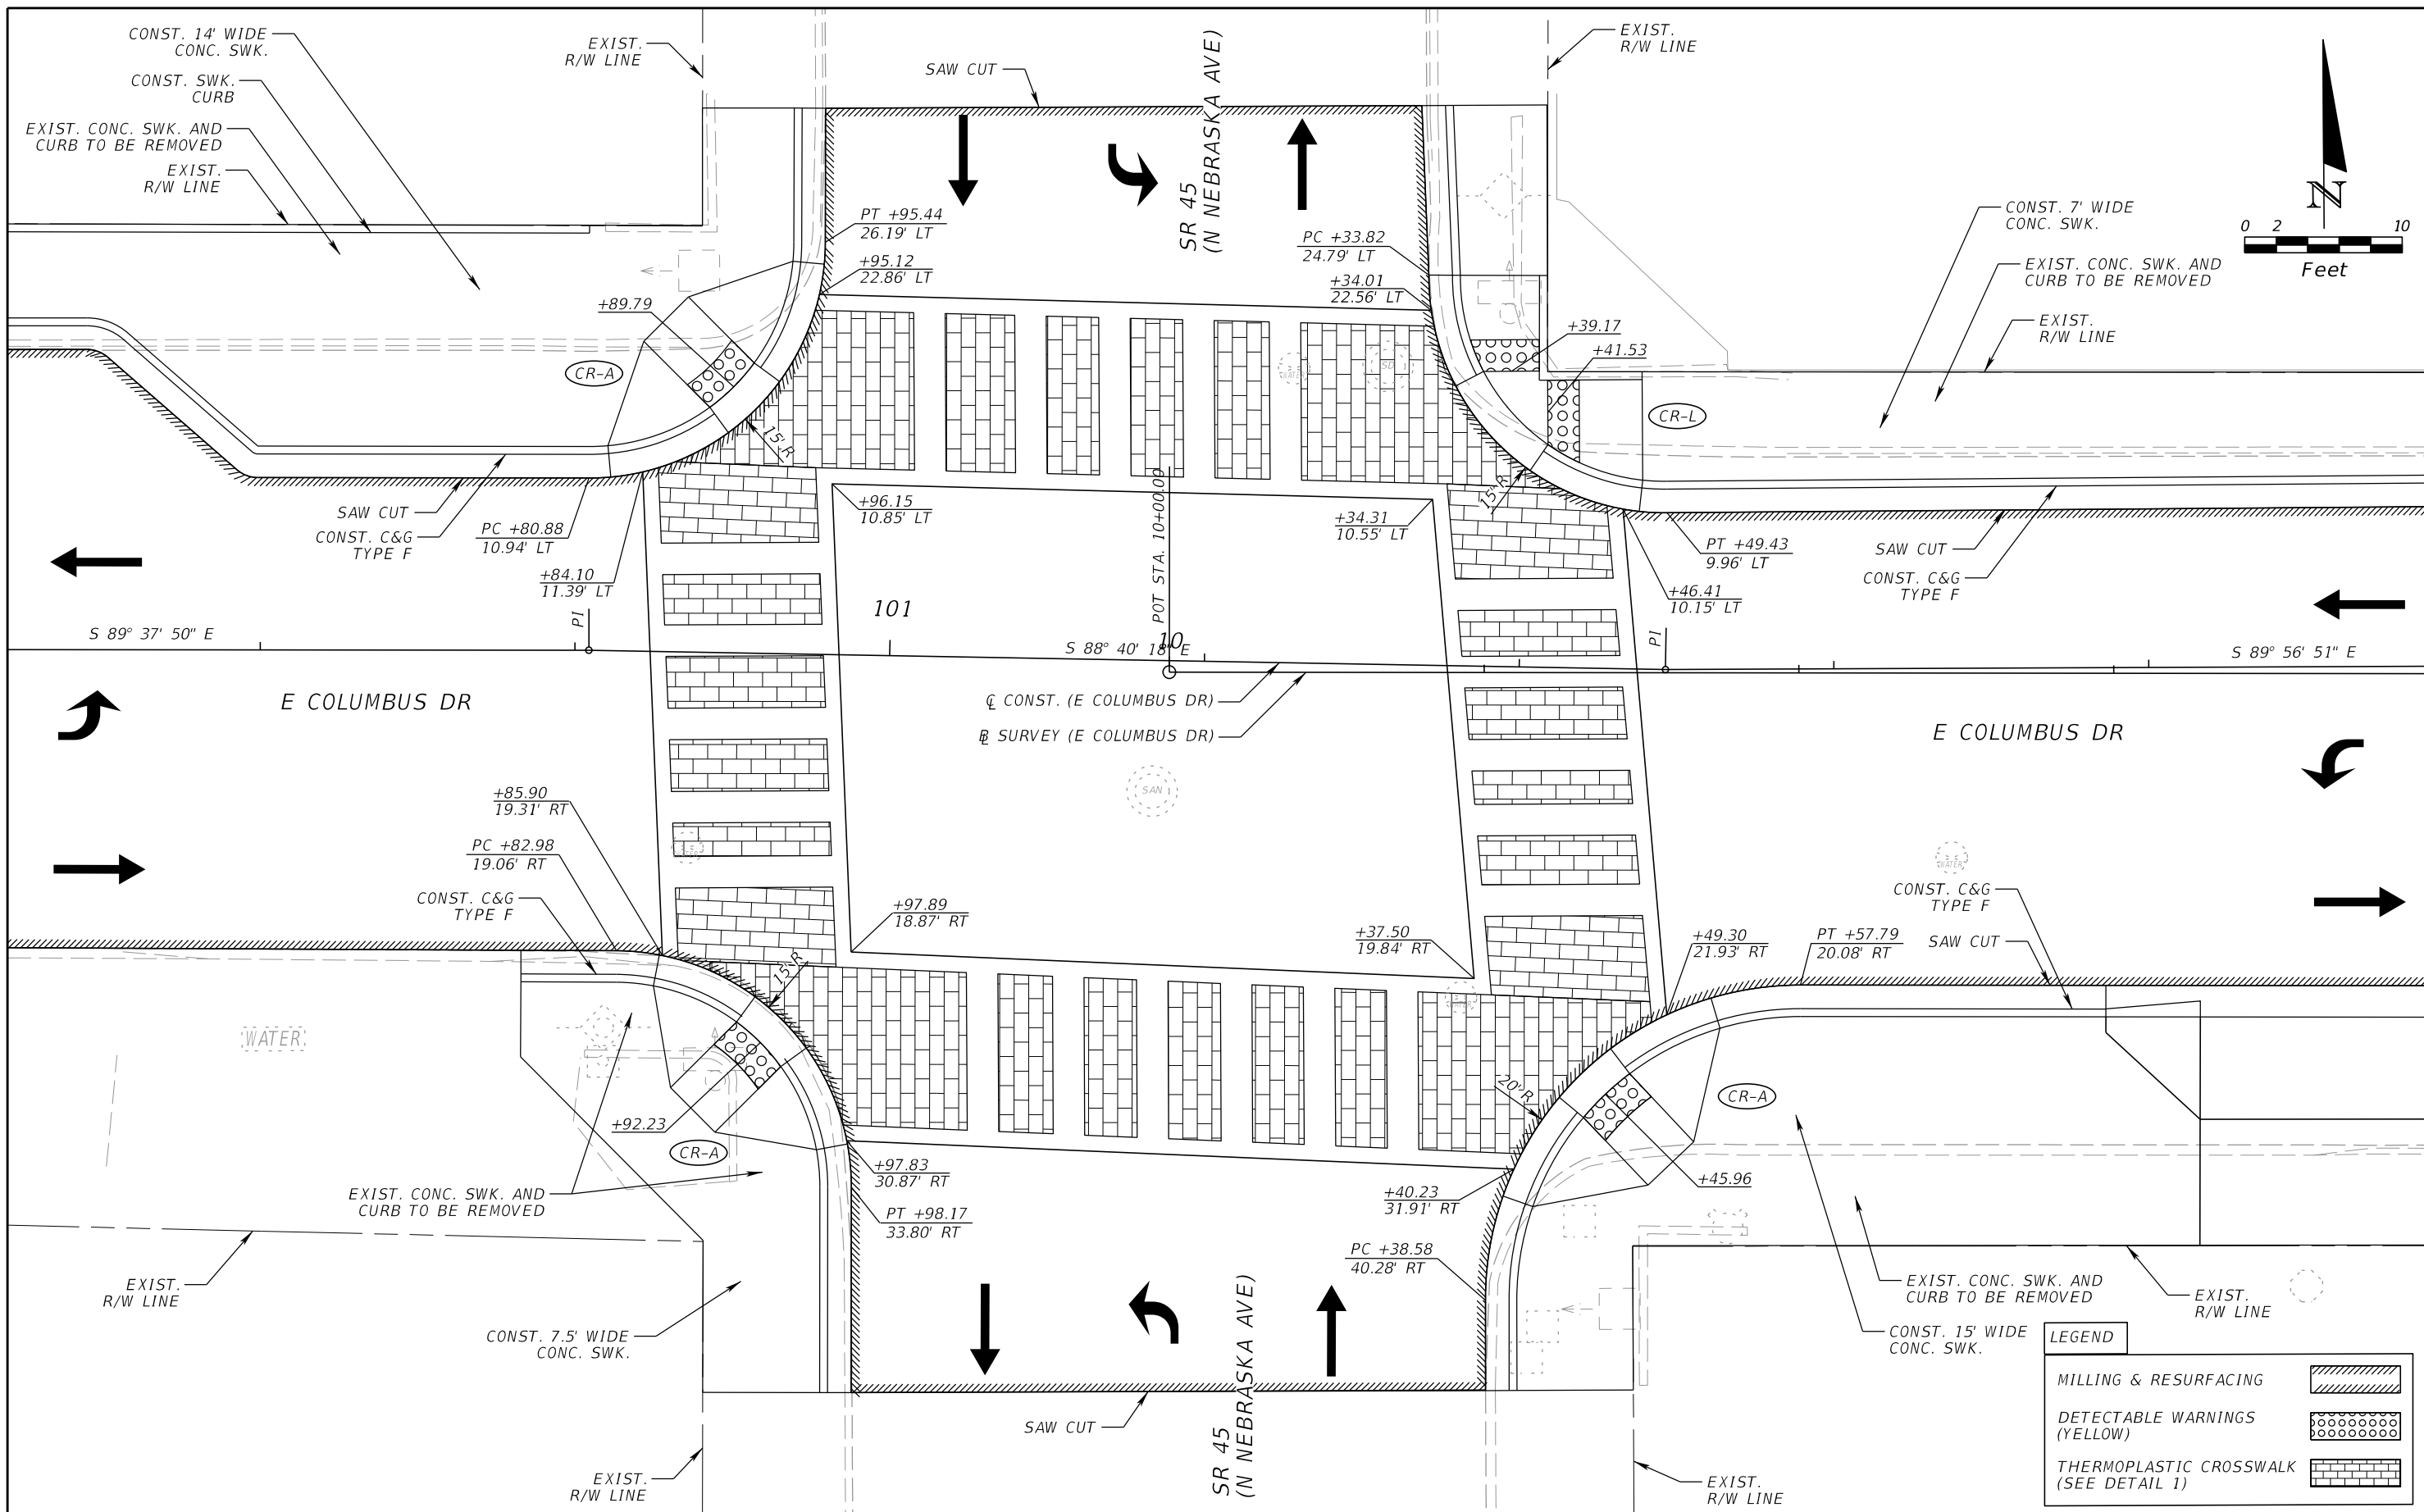 CONST. 14' WIDE
CONC. SWK.
CONST. SWK.
CURB
EXIST. CONC. SWK. AND
CURB TO BE REMOVED
EXIST.
R/W LINE
EXIST.
R/W LINE
SAW CUT
SR 45
(N NEBRASKA AVE)
EXIST.
R/W LINE
N
0 2 10
Feet
CONST. 7' WIDE
CONC. SWK.
EXIST. CONC. SWK. AND
CURB TO BE REMOVED
EXIST.
R/W LINE
PT +95.44
26.19' LT
+95.12
22.86' LT
+89.79
CR-A
15' R
PC +33.82
24.79' LT
+34.01
22.56' LT
+39.17
+41.53
CR-L
15' R
WATER
SD
SAW CUT
CONST. C&G
TYPE F
PC +80.88
10.94' LT
+84.10
11.39' LT
+96.15
10.85' LT
POT STA. 10+00.00
+34.31
10.55' LT
PT +49.43
9.96' LT
+46.41
10.15' LT
SAW CUT
CONST. C&G
TYPE F
PI
101
10
PI
S 89° 37' 50" E
S 88° 40' 18" E
S 89° 56' 51" E
E COLUMBUS DR
℄ CONST. (E COLUMBUS DR)
B SURVEY (E COLUMBUS DR)
E COLUMBUS DR
SAN
+85.90
19.31' RT
PC +82.98
19.06' RT
CONST. C&G
TYPE F
WATER
+97.89
18.87' RT
+37.50
19.84' RT
+49.30
21.93' RT
PT +57.79
20.08' RT
WATER
CONST. C&G
TYPE F
SAW CUT
WATER
15' R
WATER
20' R
+92.23
CR-A
CR-A
+45.96
EXIST. CONC. SWK. AND
CURB TO BE REMOVED
+97.83
30.87' RT
PT +98.17
33.80' RT
+40.23
31.91' RT
PC +38.58
40.28' RT
EXIST.
R/W LINE
CONST. 7.5' WIDE
CONC. SWK.
SR 45
(N NEBRASKA AVE)
SAW CUT
EXIST.
R/W LINE
EXIST. CONC. SWK. AND
CURB TO BE REMOVED
CONST. 15' WIDE
CONC. SWK.
EXIST.
R/W LINE
EXIST.
R/W LINE
LEGEND
MILLING & RESURFACING
DETECTABLE WARNINGS
(YELLOW)
THERMOPLASTIC CROSSWALK
(SEE DETAIL 1)